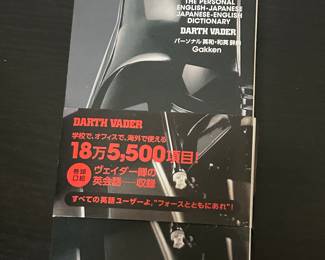 THE PERSONAL
ENGLISH-JAPANESE
JAPANESE-ENGLISH
DICTIONARY
DARTH VADER
パーソナル 英和・和英 辞典
Gakken
DARTH VADER
学校で、オフィスで、海外で使える
18万5,500項目!
巻頭
口絵
ヴェイダー卿の
英会話――収録
すべての英語ユーザーよ、“フォースとともにあれ”!